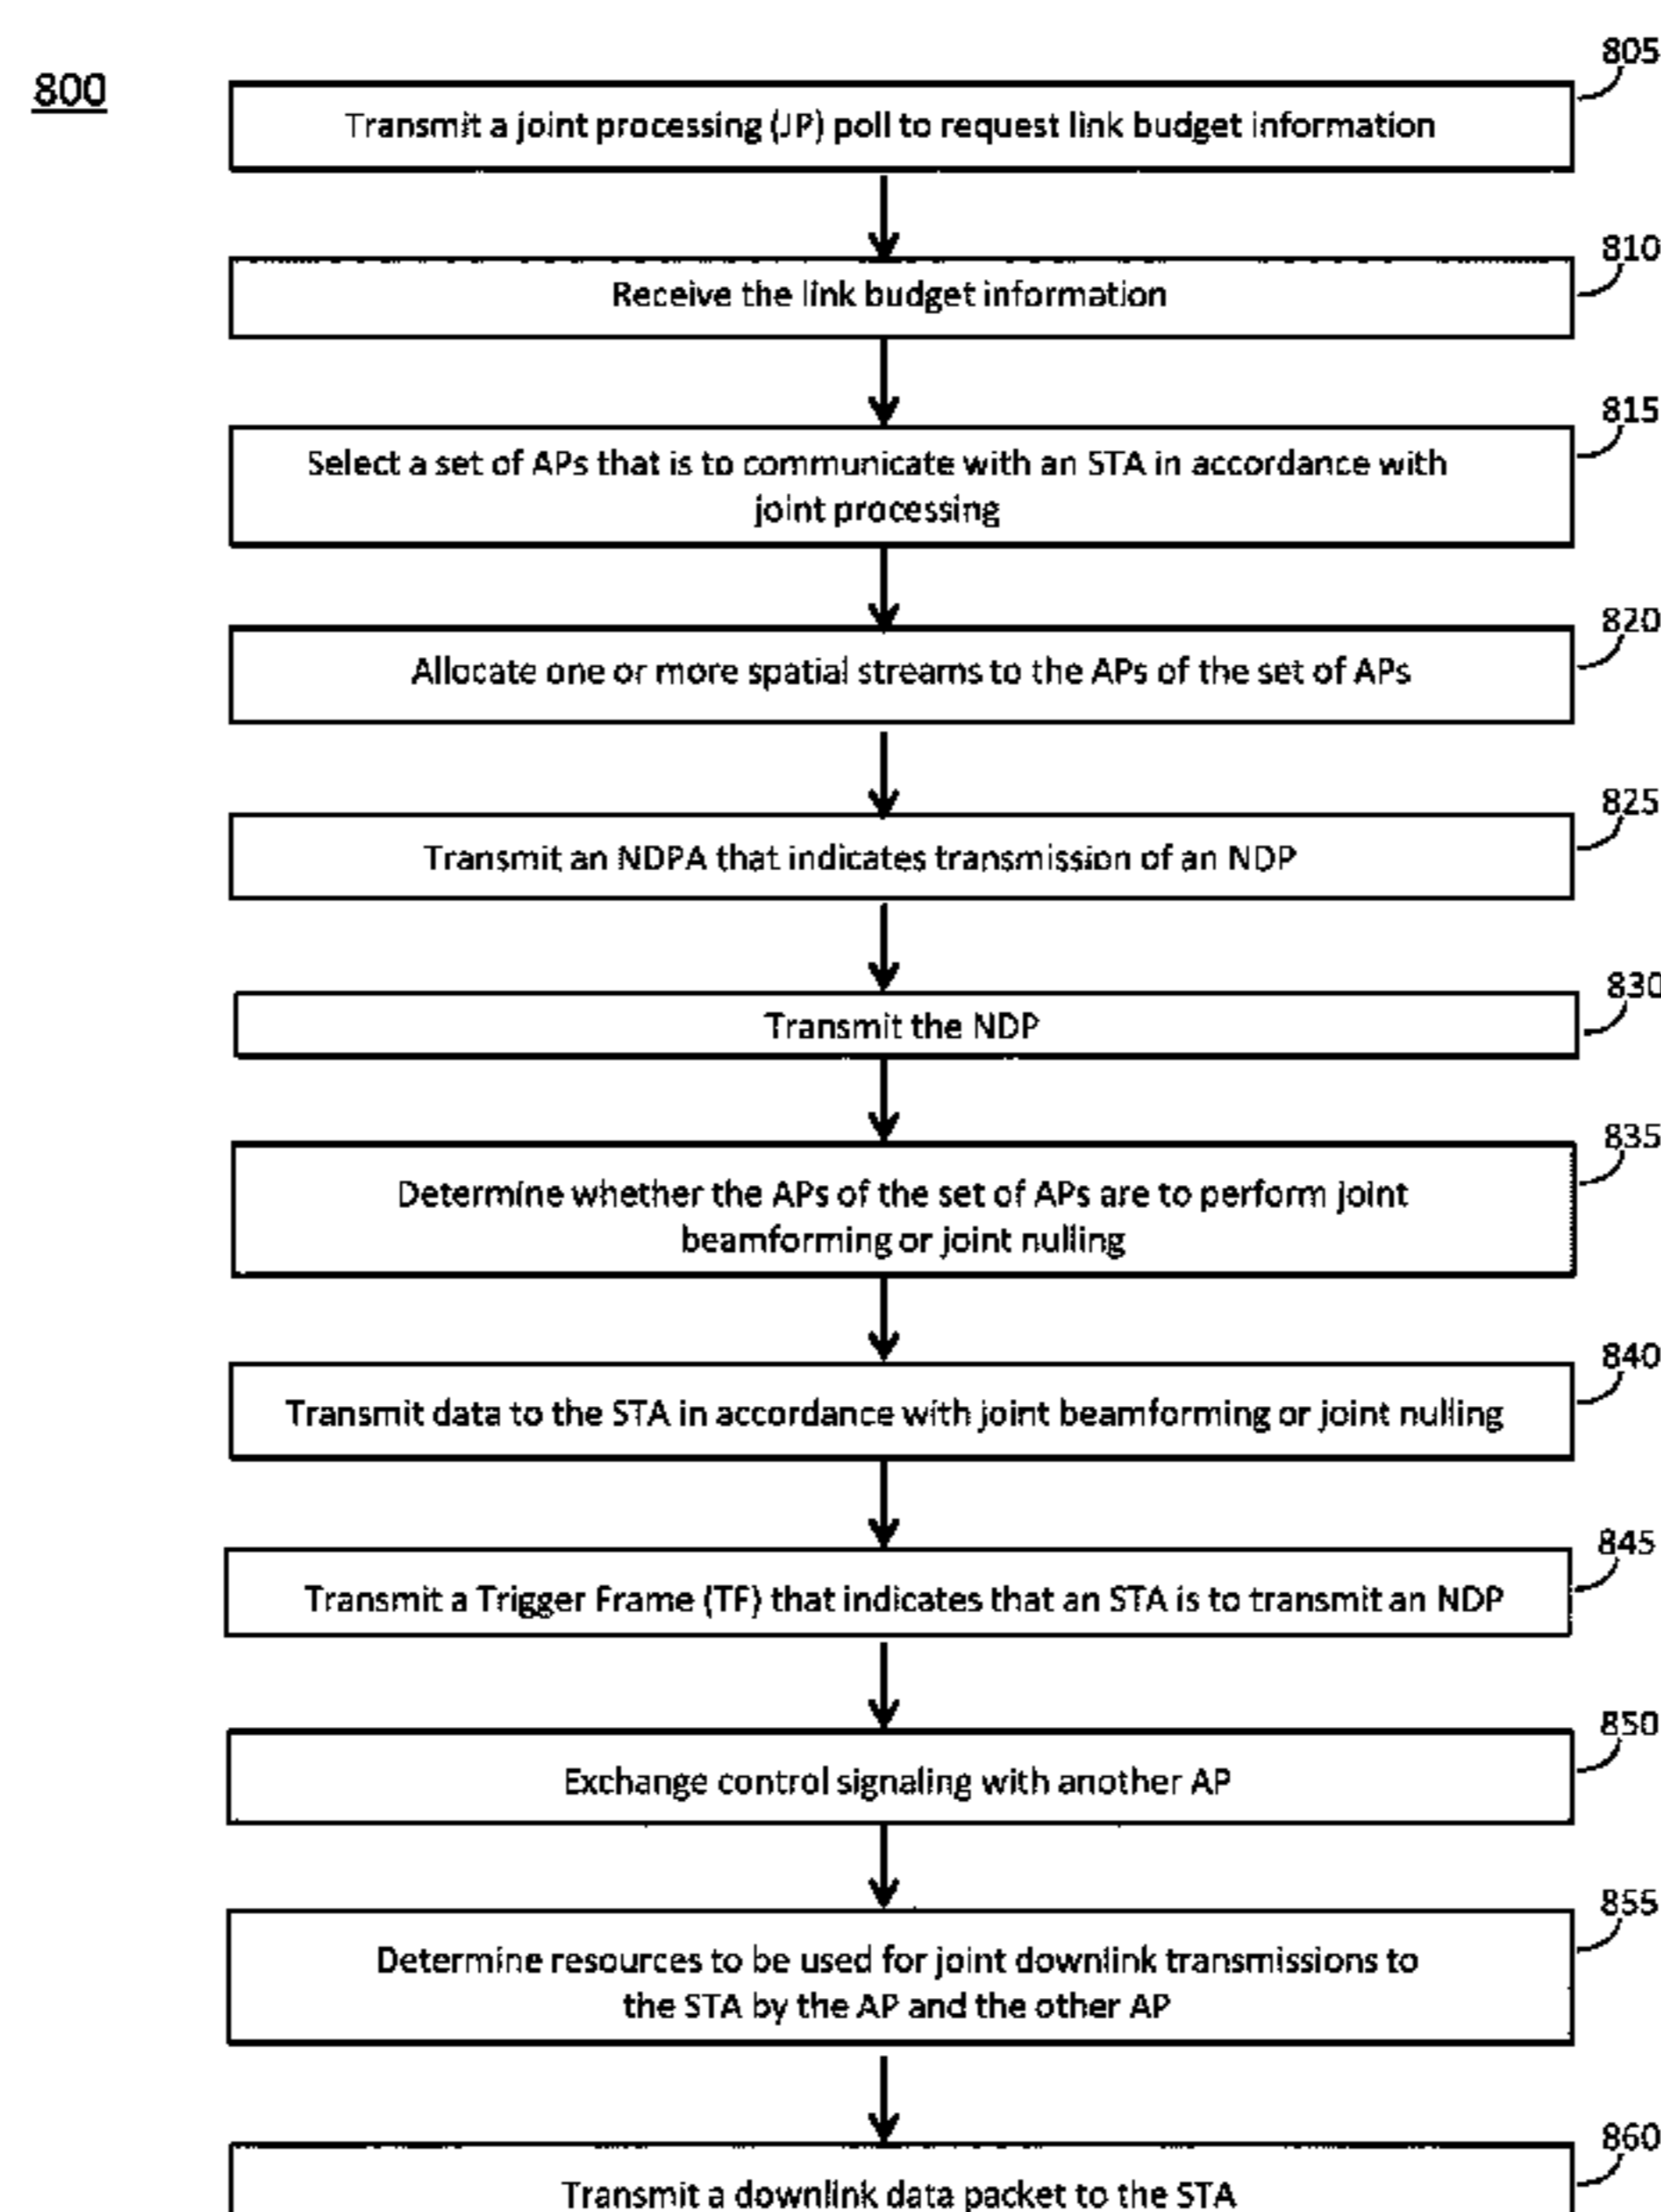 800
805
Transmit a joint processing (JP) poll to request link budget information
810
Receive the link budget information
815
Select a set of APs that is to communicate with an STA in accordance with
joint processing
820
Allocate one or more spatial streams to the APs of the set of APs
825
Transmit an NDPA that indicates transmission of an NDP
830
Transmit the NDP
835
Determine whether the APs of the set of APs are to perform joint
beamforming or joint nulling
840
Transmit data to the STA in accordance with joint beamforming or joint nulling
845
Transmit a Trigger Frame (TF) that indicates that an STA is to transmit an NDP
850
Exchange control signaling with another AP
855
Determine resources to be used for joint downlink transmissions to
the STA by the AP and the other AP
860
Transmit a downlink data packet to the STA